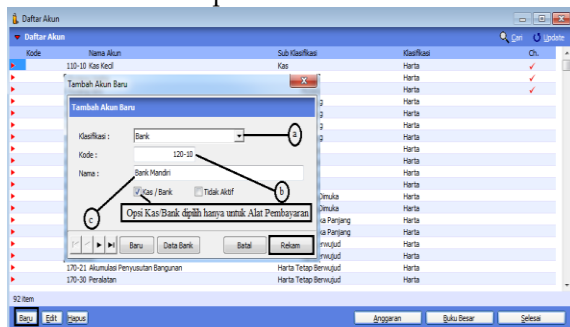 Daftar Akun
Daftar Akun Cari Update
Kode Nama Akun Sub Klasifikasi Klasifikasi Ch.
110-10 Kas Kecil Kas Harta
Harta
Harta
g Harta
g Harta
g Harta
Harta
Harta
Harta
Dimuka Harta
Dimuka Harta
ka Panjang Harta
ka Panjang Harta
rwujud Harta
rwujud Harta
170-21 Akumulasi Penyusutan Bangunan Harta Tetap Berwujud Harta
170-30 Peralatan Harta Tetap Berwujud Harta
Tambah Akun Baru
Tambah Akun Baru
Klasifikasi : Bank a
Kode : 120-10
Nama : Bank Mandiri
Kas / Bank Tidak Aktif b
c Opsi Kas/Bank dipilih hanya untuk Alat Pembayaran
Baru Data Bank Batal Rekam
92 item
Baru Edit Hapus Anggaran Buku Besar Selesai